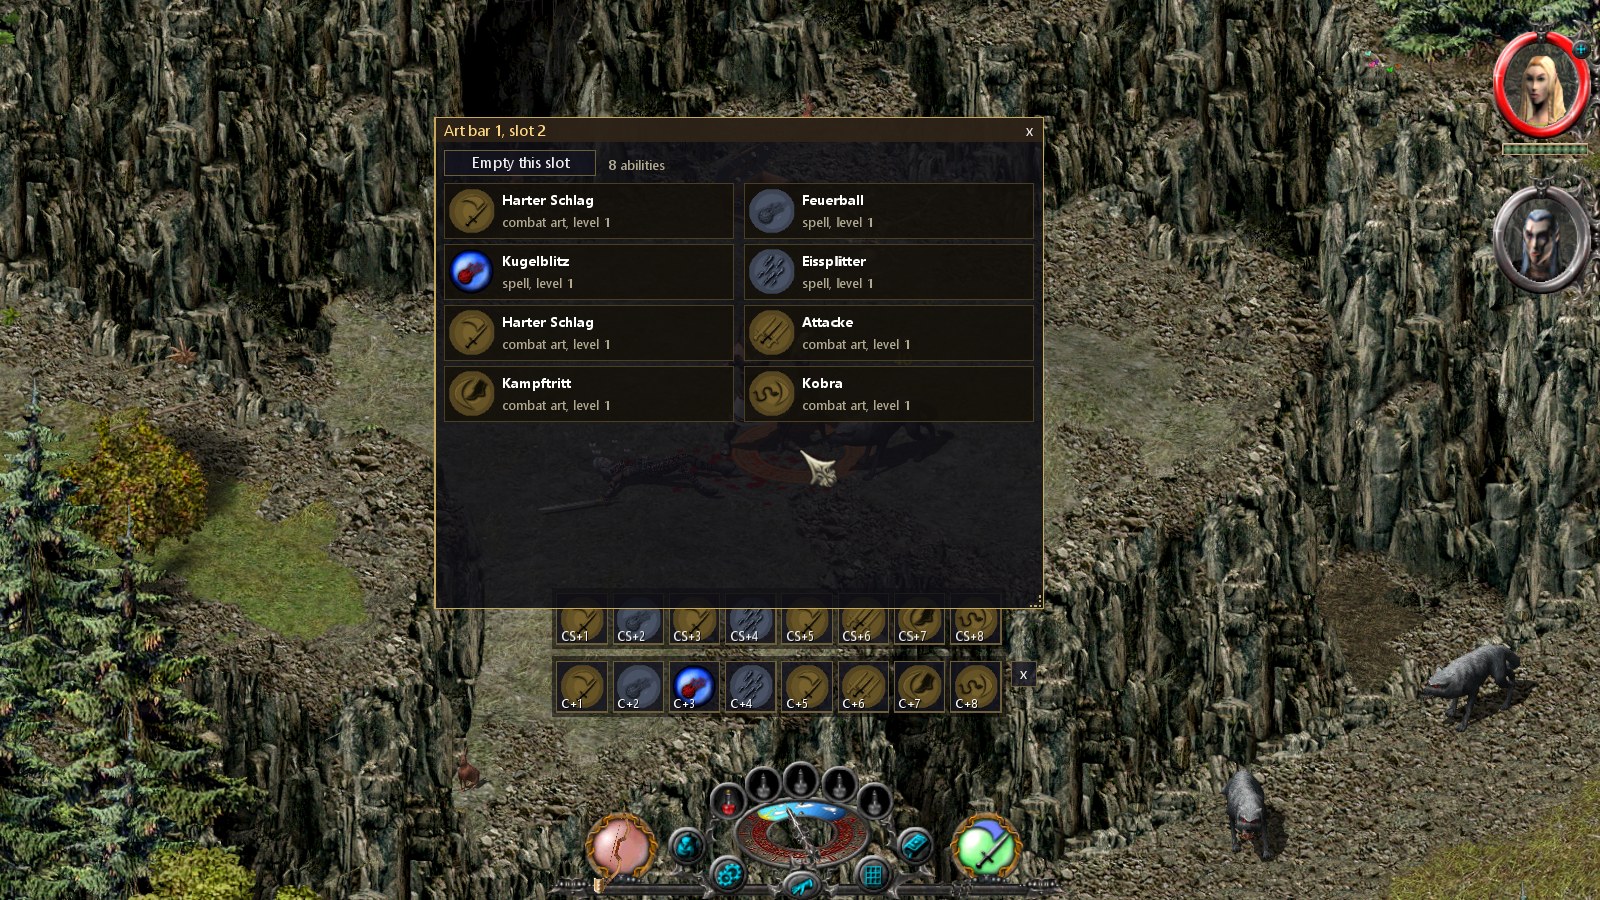 Art bar 1, slot 2
x
Empty this slot
8 abilities
Harter Schlag
combat art, level 1
Feuerball
spell, level 1
Kugelblitz
spell, level 1
Eissplitter
spell, level 1
Harter Schlag
combat art, level 1
Attacke
combat art, level 1
Kampftritt
combat art, level 1
Kobra
combat art, level 1
CS+1 CS+2 CS+3 CS+4 CS+5 CS+6 CS+7 CS+8
C+1 C+2 C+3 C+4 C+5 C+6 C+7 C+8
x